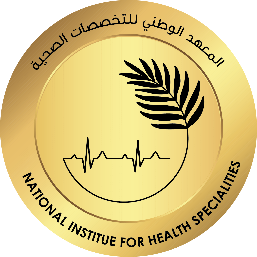 المعهد الوطني للتخصصات الصحية
NATIONAL INSTITUE FOR HEALTH SPECIALITIES